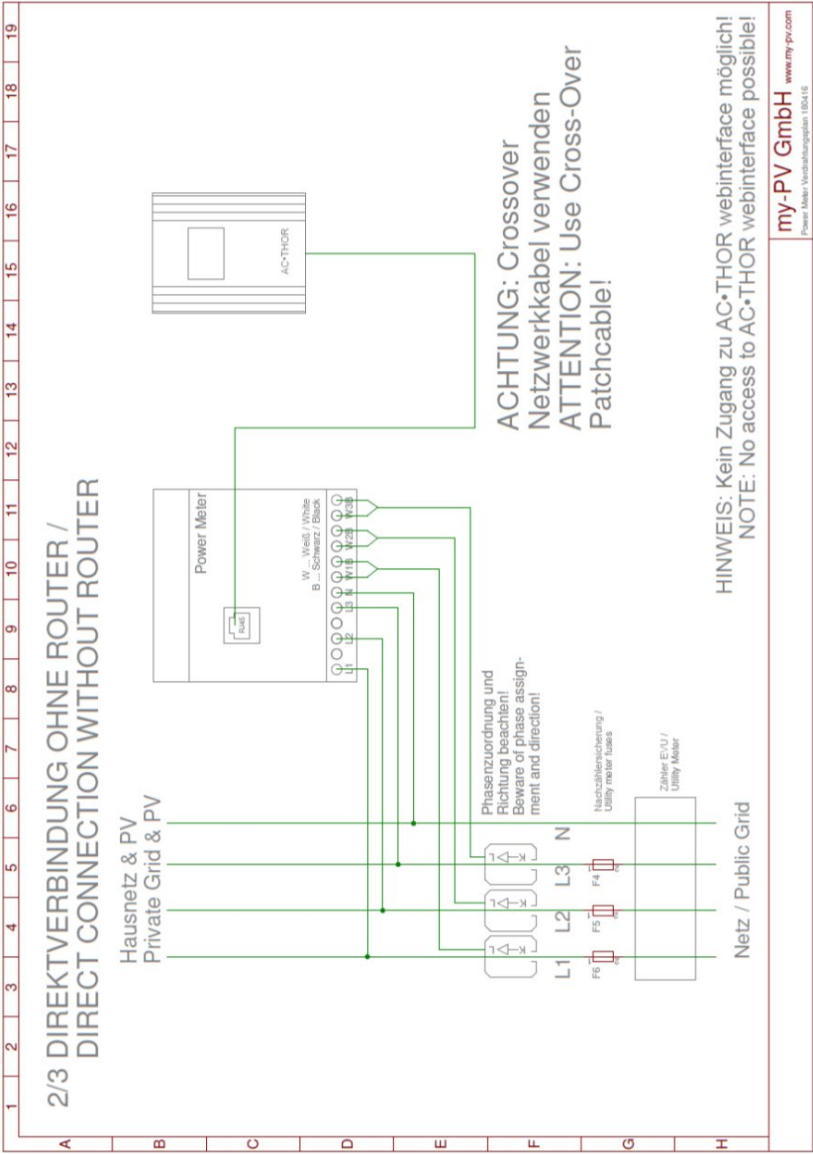 1 2 3 4 5 6 7 8 9 10 11 12 13 14 15 16 17 18 19
A
B
C
D
E
F
G
H
2/3 DIREKTVERBINDUNG OHNE ROUTER /
DIRECT CONNECTION WITHOUT ROUTER
Hausnetz & PV
Private Grid & PV
Power Meter
RJ45
W ... Weiß / White
B ... Schwarz / Black
L1 L2 L3 N W1B W2B W3B
AC•THOR
Phasenzuordnung und
Richtung beachten!
Beware of phase assign-
ment and direction!
L1 L2 L3 N
ACHTUNG: Crossover
Netzwerkkabel verwenden
ATTENTION: Use Cross-Over
Patchcable!
Nachzählersicherung /
Utility meter fuses
F6 F5 F4
Zähler EVU /
Utility Meter
Netz / Public Grid
HINWEIS: Kein Zugang zu AC•THOR webinterface möglich!
NOTE: No access to AC•THOR webinterface possible!
my-PV GmbH www.my-pv.com
Power Meter Verdrahtungsplan 180416